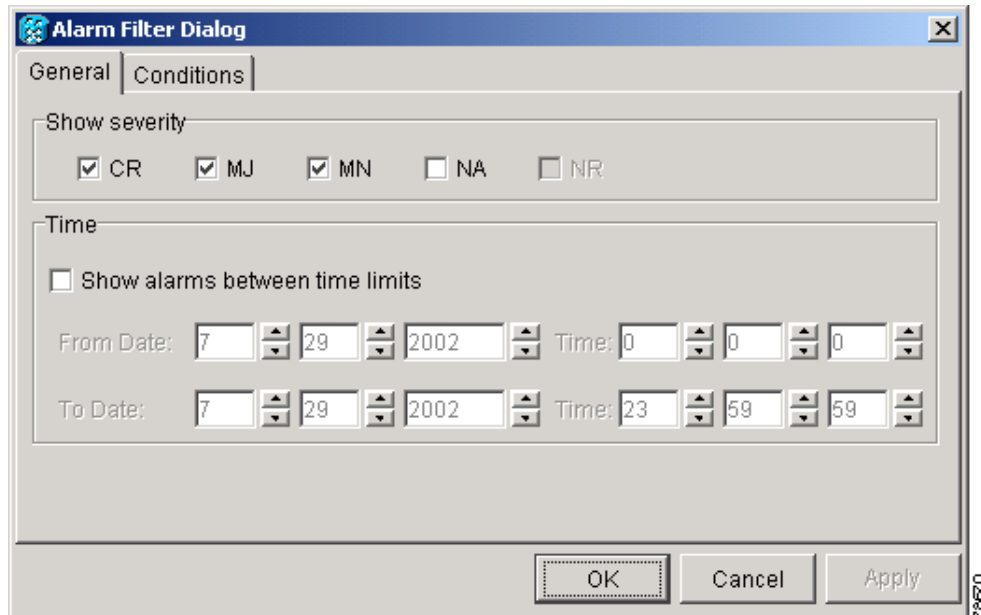 Alarm Filter Dialog
General Conditions
Show severity
CR MJ MN NA NR
Time
Show alarms between time limits
From Date: 7 29 2002 Time: 0 0 0
To Date: 7 29 2002 Time: 23 59 59
OK Cancel Apply